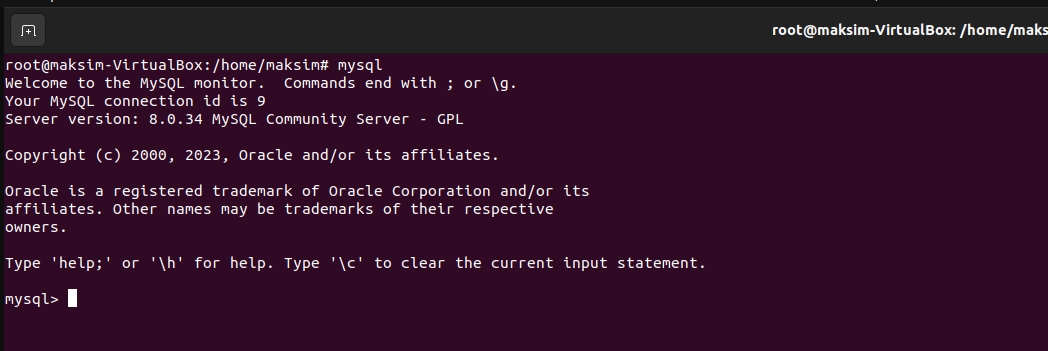 root@maksim-VirtualBox: /home/maks
root@maksim-VirtualBox:/home/maksim# mysql
Welcome to the MySQL monitor.  Commands end with ; or \g.
Your MySQL connection id is 9
Server version: 8.0.34 MySQL Community Server - GPL
Copyright (c) 2000, 2023, Oracle and/or its affiliates.
Oracle is a registered trademark of Oracle Corporation and/or its
affiliates. Other names may be trademarks of their respective
owners.
Type 'help;' or '\h' for help. Type '\c' to clear the current input statement.
mysql>